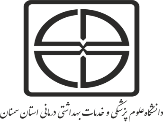 دانشگاه علوم پزشکی و خدمات بهداشتی درمانی استان سمنان